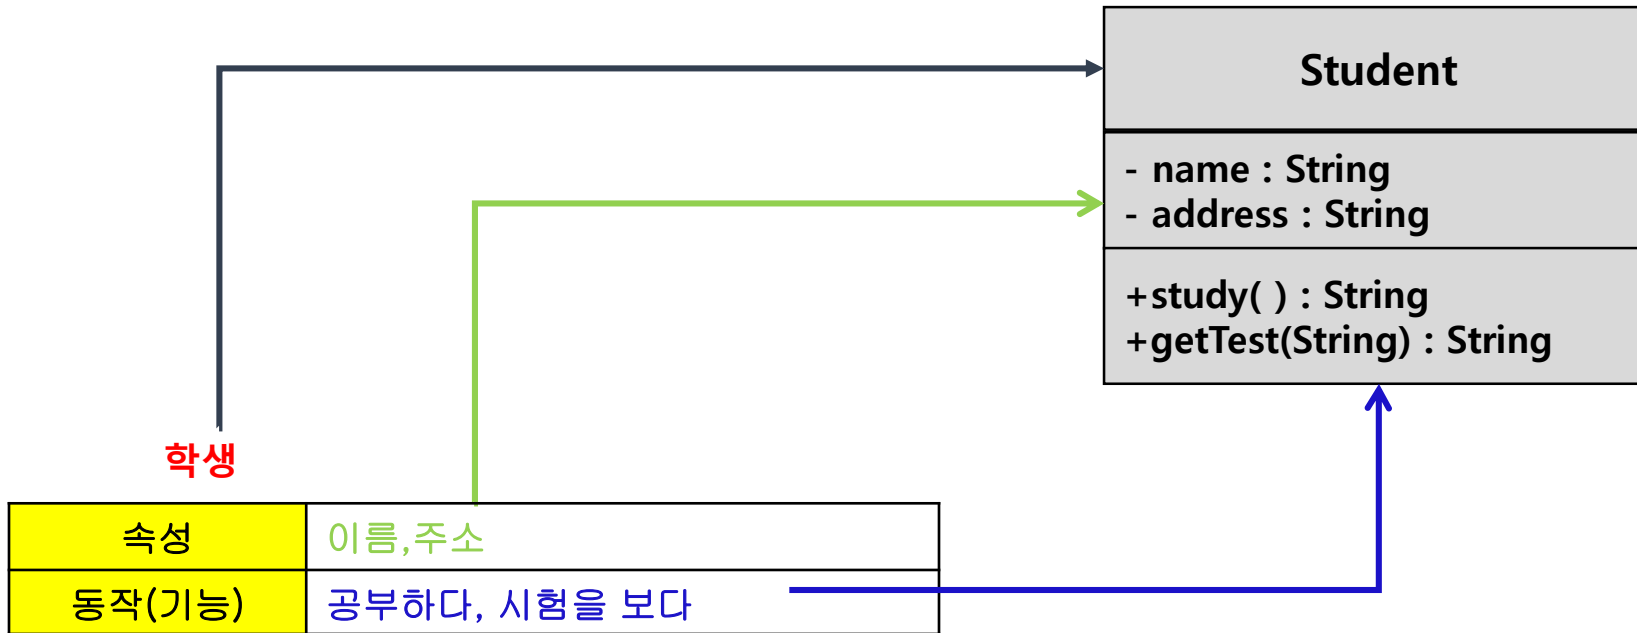 Student
- name : String
- address : String
+study( ) : String
+getTest(String) : String
학생
속성 이름,주소
동작(기능) 공부하다, 시험을 보다